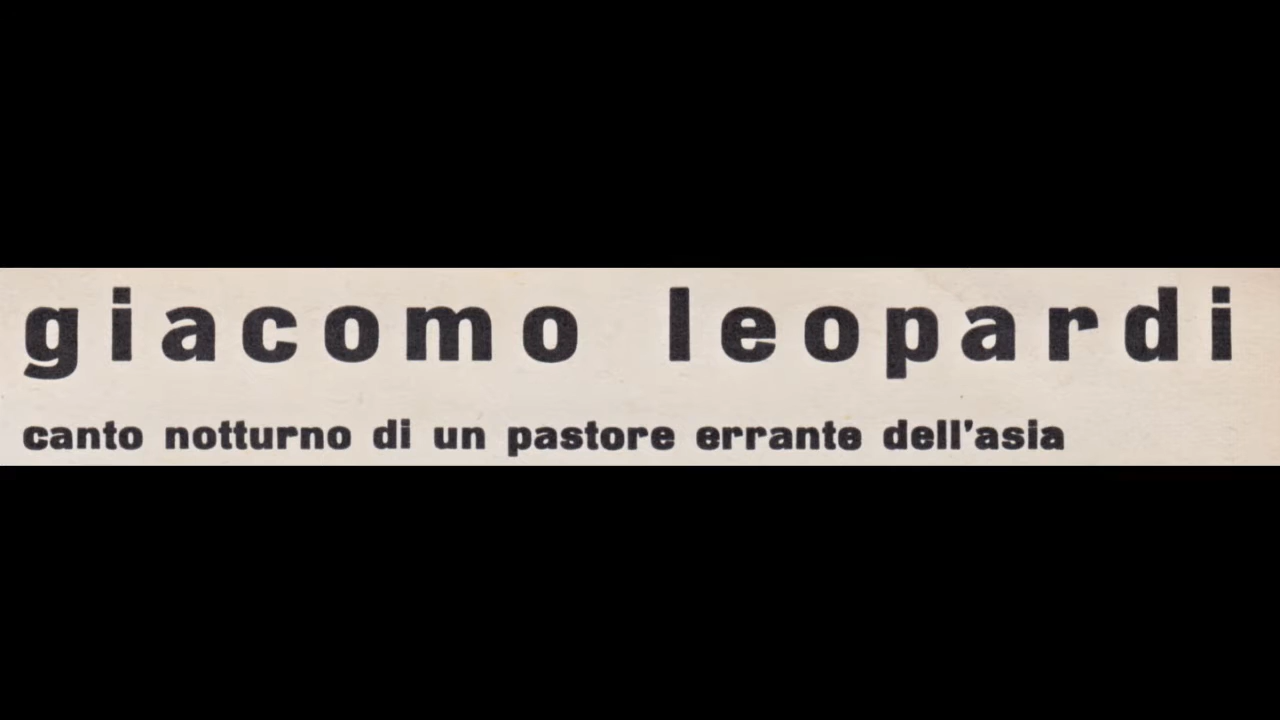 giacomo leopardi
canto notturno di un pastore errante dell'asia